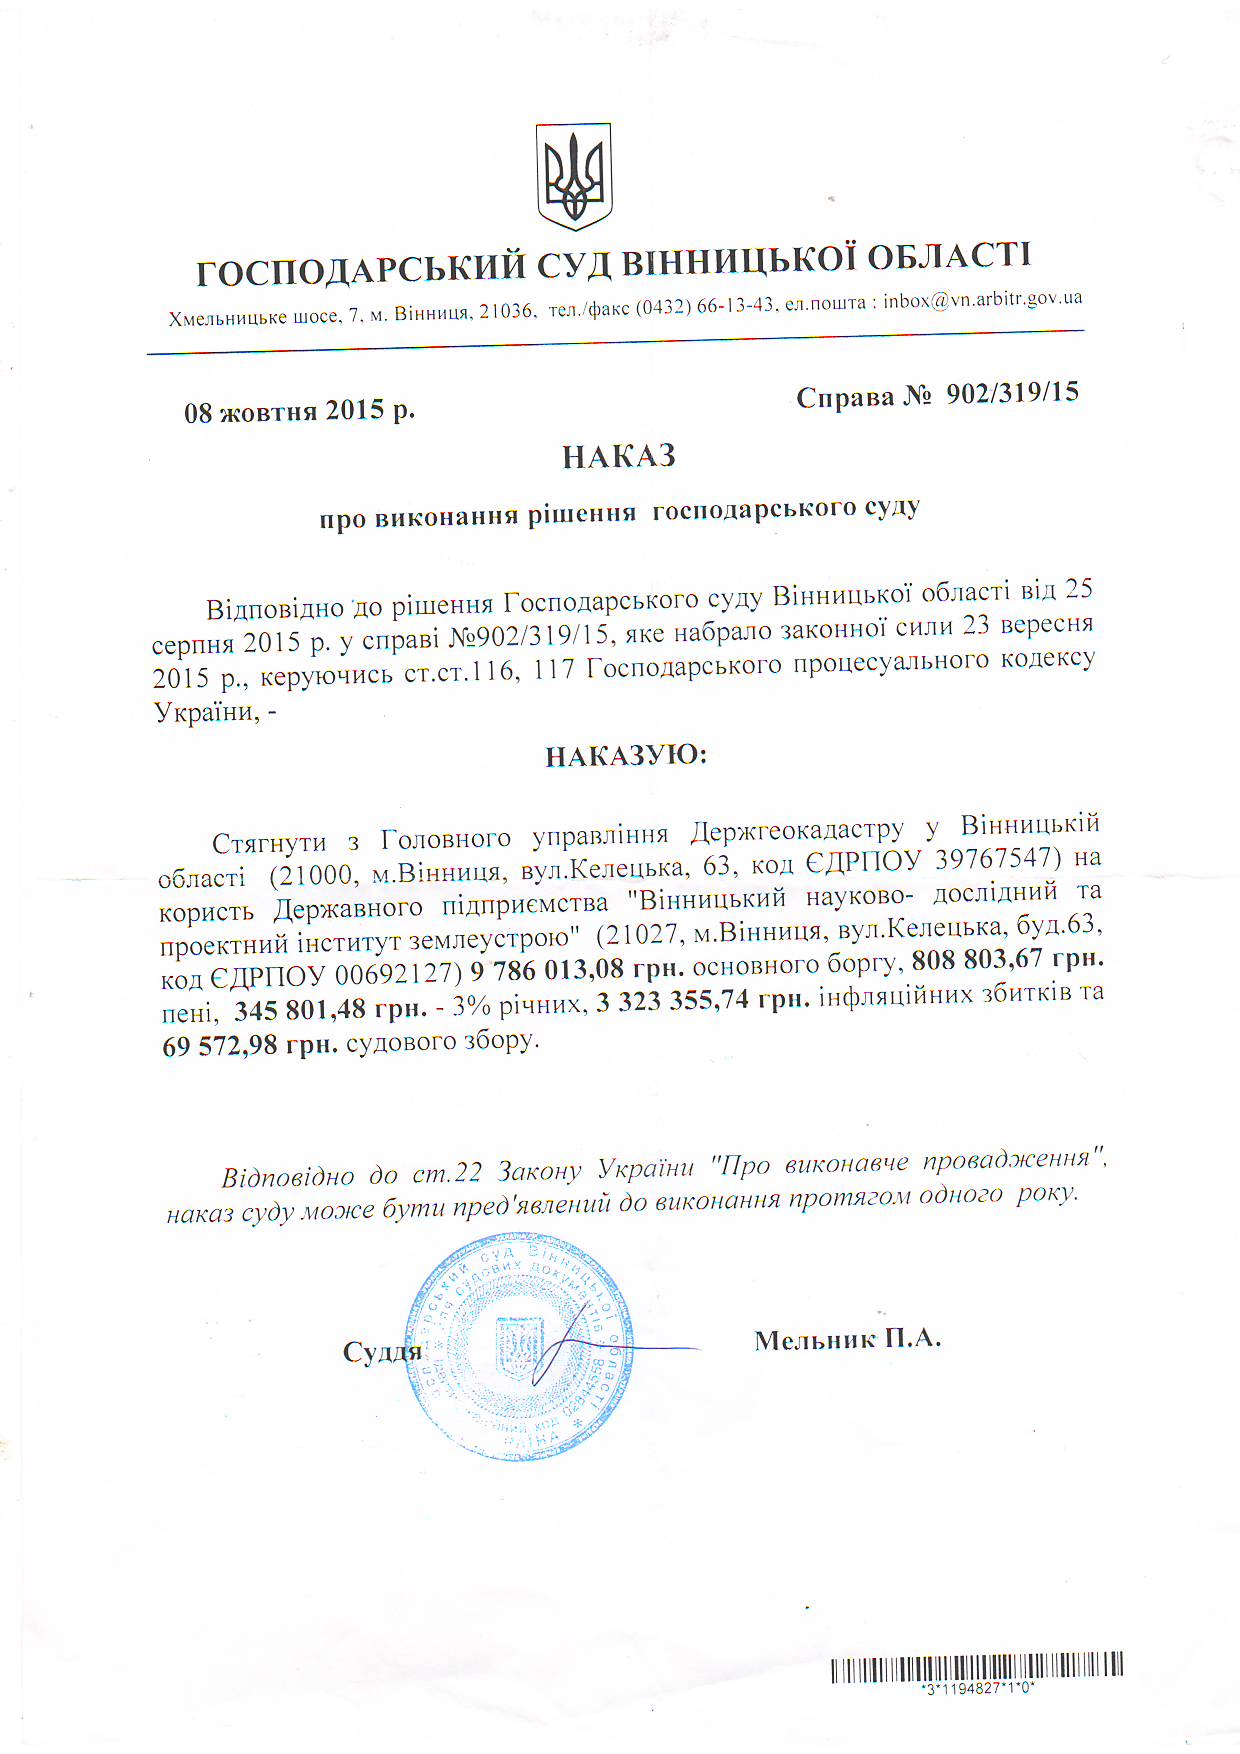 ГОСПОДАРСЬКИЙ СУД ВІННИЦЬКОЇ ОБЛАСТІ
Хмельницьке шосе, 7, м. Вінниця, 21036, тел./факс (0432) 66-13-43, ел.пошта : inbox@vn.arbitr.gov.ua
08 жовтня 2015 р. Справа № 902/319/15
НАКАЗ
про виконання рішення господарського суду
Відповідно до рішення Господарського суду Вінницької області від 25
серпня 2015 р. у справі №902/319/15, яке набрало законної сили 23 вересня
2015 р., керуючись ст.ст.116, 117 Господарського процесуального кодексу
України, -
НАКАЗУЮ:
Стягнути з Головного управління Держгеокадастру у Вінницькій
області (21000, м.Вінниця, вул.Келецька, 63, код ЄДРПОУ 39767547) на
користь Державного підприємства "Вінницький науково- дослідний та
проектний інститут землеустрою" (21027, м.Вінниця, вул.Келецька, буд.63,
код ЄДРПОУ 00692127) 9 786 013,08 грн. основного боргу, 808 803,67 грн.
пені, 345 801,48 грн. - 3% річних, 3 323 355,74 грн. інфляційних збитків та
69 572,98 грн. судового збору.
Відповідно до ст.22 Закону України "Про виконавче провадження",
наказ суду може бути пред'явлений до виконання протягом одного року.
Суддя Мельник П.А.
суд Вінницької області
для судових документів
код 02844558
*3*1194827*1*0*